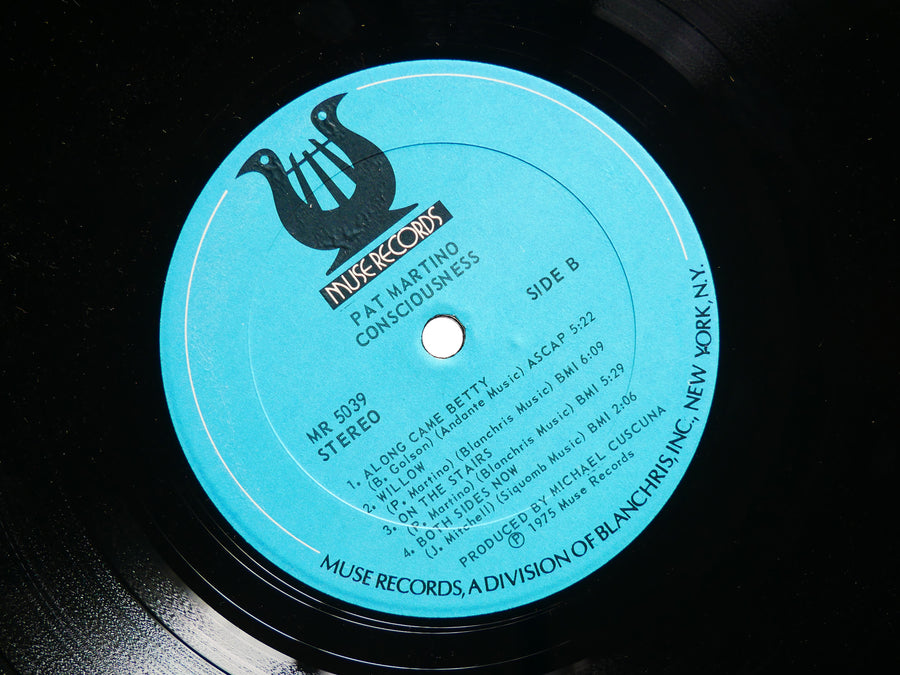 MUSE RECORDS
PAT MARTINO
CONSCIOUSNESS
SIDE B
MR 5039
STEREO
1. ALONG CAME BETTY
(B. Golson) (Andante Music) ASCAP 5:22
2. WILLOW
(P. Martino) (Blanchris Music) BMI 6:09
3. ON THE STAIRS
(P. Martino) (Blanchris Music) BMI 5:29
4. BOTH SIDES NOW
(J. Mitchell) (Siquomb Music) BMI 2:06
PRODUCED BY MICHAEL CUSCUNA
Ⓟ 1975 Muse Records
MUSE RECORDS, A DIVISION OF BLANCHRIS, INC., NEW YORK, N.Y.